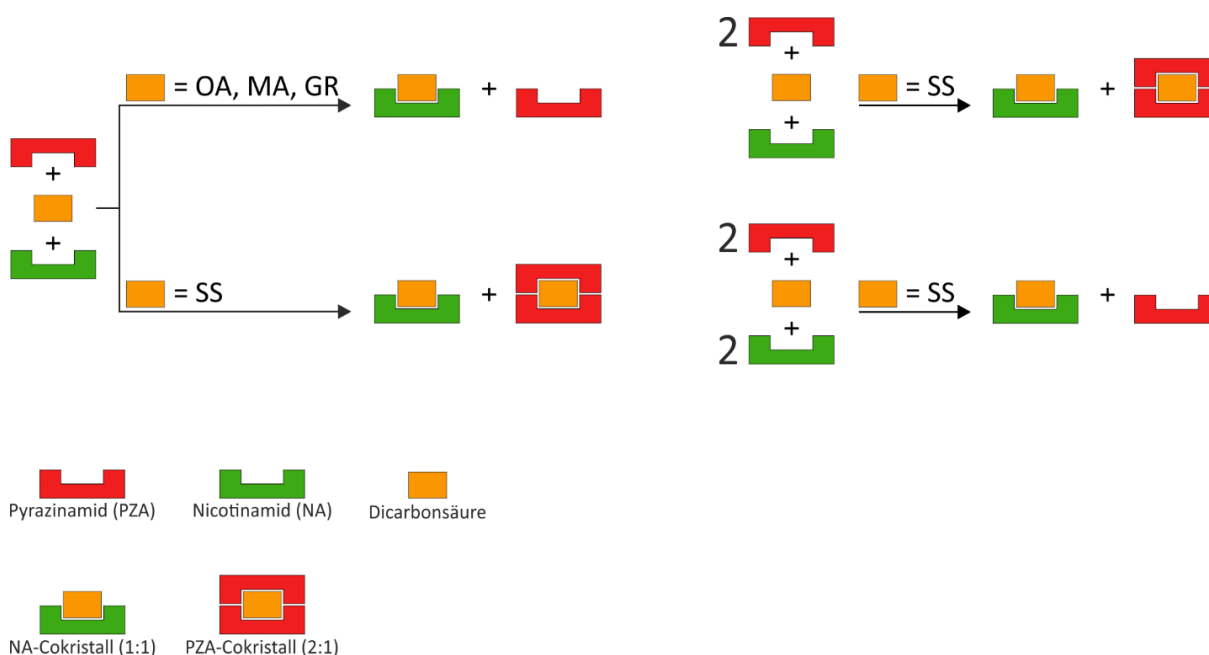 = OA, MA, GR
+
+
+
= SS
+
2
+
+
= SS
+
2
+
2
+
= SS
+
Pyrazinamid (PZA)
Nicotinamid (NA)
Dicarbonsäure
NA-Cokristall (1:1)
PZA-Cokristall (2:1)